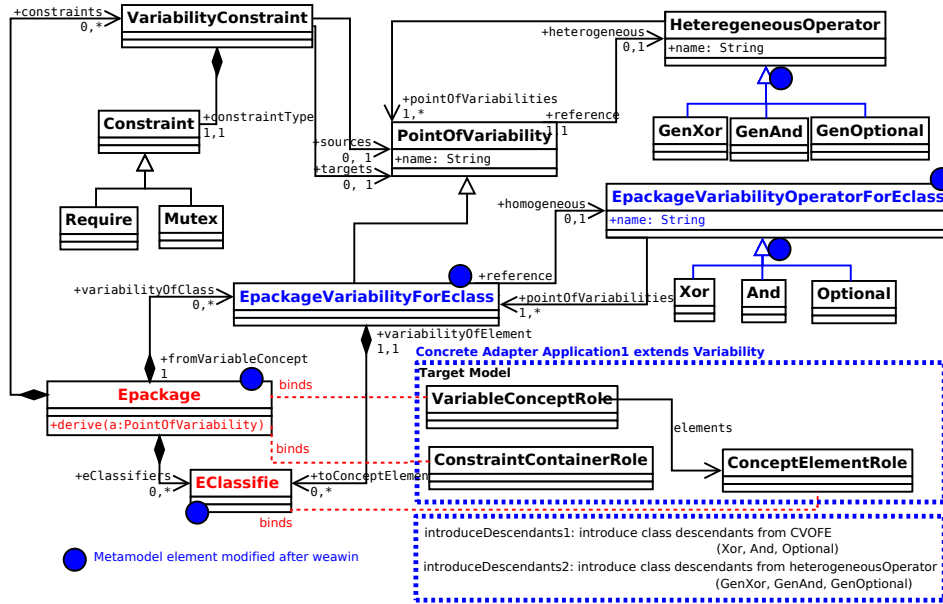 +constraints
0,*
VariabilityConstraint
HeteregeneousOperator
+name: String
+heterogeneous
0,1
+pointOfVariabilities
1,*
+reference
1,1
Constraint
+constraintType
1,1
PointOfVariability
+name: String
+sources
0, 1
+targets
0, 1
GenXor
GenAnd
GenOptional
Require
Mutex
EpackageVariabilityOperatorForEclass
+name: String
+homogeneous
0,1
+reference
+variabilityOfClass
0,*
EpackageVariabilityForEclass
+pointOfVariabilities
1,*
Xor
And
Optional
+variabilityOfElement
1,1
+fromVariableConcept
1
Concrete Adapter Application1 extends Variability
Target Model
Epackage
+derive(a:PointOfVariability)
binds
VariableConceptRole
elements
binds
ConstraintContainerRole
ConceptElementRole
+eClassifiers
0,*
EClassifie
+toConceptElement
0,*
binds
introduceDescendants1: introduce class descendants from CVOFE
(Xor, And, Optional)
introduceDescendants2: introduce class descendants from heterogeneousOperator
(GenXor, GenAnd, GenOptional)
Metamodel element modified after weawin